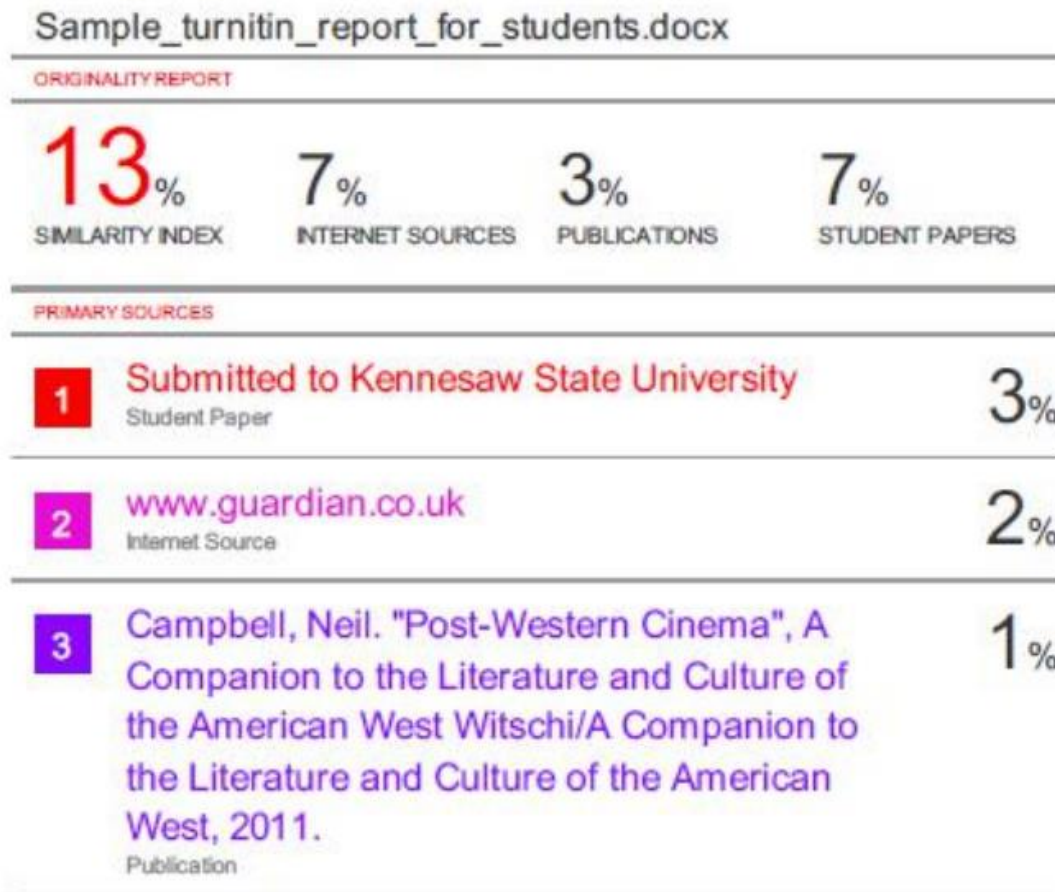 Sample_turnitin_report_for_students.docx
ORIGINALITY REPORT
13% 7% 3% 7%
SIMILARITY INDEX INTERNET SOURCES PUBLICATIONS STUDENT PAPERS
PRIMARY SOURCES
1 Submitted to Kennesaw State University 3%
Student Paper
2 www.guardian.co.uk 2%
Internet Source
3 Campbell, Neil. "Post-Western Cinema", A 1%
Companion to the Literature and Culture of
the American West Witschi/A Companion to
the Literature and Culture of the American
West, 2011.
Publication